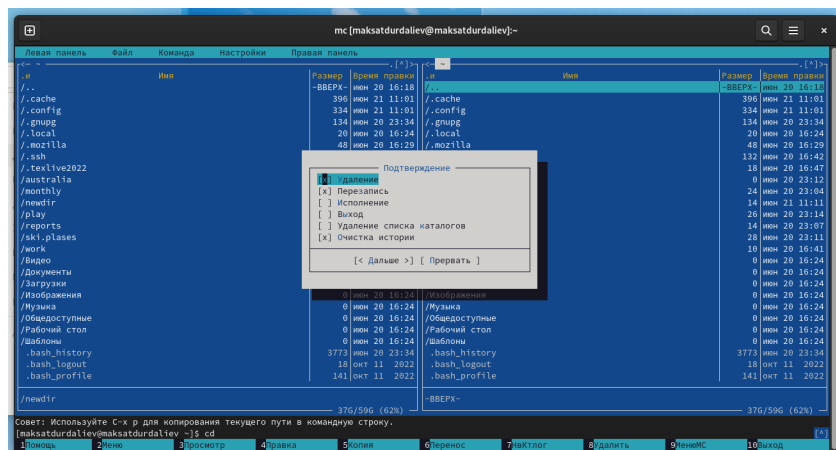 mc [maksatdurdaliev@maksatdurdaliev]:~
Левая панель Файл Команда Настройки Правая панель
<— ~ .[^]>
.и Имя Размер Время правки
/.. -ВВЕРХ- июн 20 16:18
/.cache 396 июн 21 11:01
/.config 334 июн 21 11:01
/.gnupg 134 июн 20 23:34
/.local 20 июн 20 16:24
/.mozilla 48 июн 20 16:29
/.ssh
/.texlive2022
/australia
/monthly
/newdir
/play
/reports
/ski.plases
/work
/Видео
/Документы
/Загрузки
/Изображения 0 июн 20 16:24
/Музыка 0 июн 20 16:24
/Общедоступные 0 июн 20 16:24
/Рабочий стол 0 июн 20 16:24
/Шаблоны 0 июн 20 16:24
.bash_history 3773 июн 20 23:34
.bash_logout 18 окт 11 2022
.bash_profile 141 окт 11 2022
/newdir
37G/59G (62%)
<— ~ .[^]>
.и Имя Размер Время правки
/.. -ВВЕРХ- июн 20 16:18
/.cache 396 июн 21 11:01
/.config 334 июн 21 11:01
/.gnupg 134 июн 20 23:34
/.local 20 июн 20 16:24
/.mozilla 48 июн 20 16:29
132 июн 20 16:42
18 июн 20 16:47
0 июн 20 23:12
24 июн 20 23:04
14 июн 21 11:11
26 июн 20 23:14
14 июн 20 23:07
28 июн 20 23:11
10 июн 20 16:41
0 июн 20 16:24
0 июн 20 16:24
0 июн 20 16:24
/Изображения 0 июн 20 16:24
/Музыка 0 июн 20 16:24
/Общедоступные 0 июн 20 16:24
/Рабочий стол 0 июн 20 16:24
/Шаблоны 0 июн 20 16:24
.bash_history 3773 июн 20 23:34
.bash_logout 18 окт 11 2022
.bash_profile 141 окт 11 2022
-ВВЕРХ-
37G/59G (62%)
Подтверждение
[x] Удаление
[x] Перезапись
[ ] Исполнение
[ ] Выход
[ ] Удаление списка каталогов
[x] Очистка истории
[< Дальше >] [ Прервать ]
Совет: Используйте C-x p для копирования текущего пути в командную строку.
[maksatdurdaliev@maksatdurdaliev ~]$ cd [^]
1Помощь 2Меню 3Просмотр 4Правка 5Копия 6Перенос 7НвКтлог 8Удалить 9МенюMC 10Выход